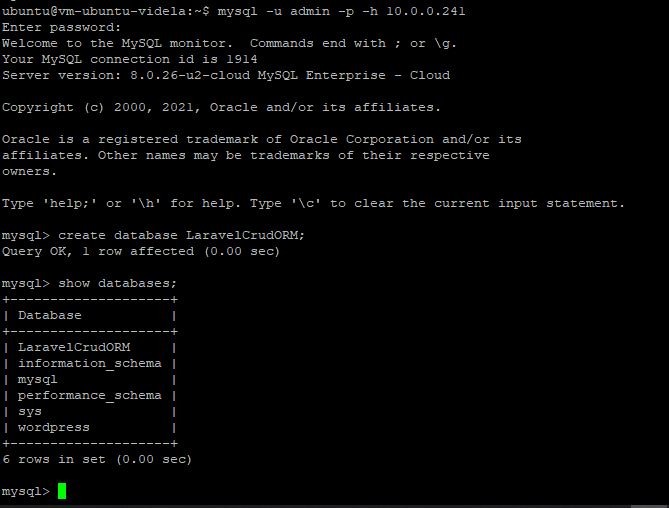 ubuntu@vm-ubuntu-videla:~$ mysql -u admin -p -h 10.0.0.241
Enter password:
Welcome to the MySQL monitor.  Commands end with ; or \g.
Your MySQL connection id is 1914
Server version: 8.0.26-u2-cloud MySQL Enterprise - Cloud

Copyright (c) 2000, 2021, Oracle and/or its affiliates.

Oracle is a registered trademark of Oracle Corporation and/or its
affiliates. Other names may be trademarks of their respective
owners.

Type 'help;' or '\h' for help. Type '\c' to clear the current input statement.

mysql> create database LaravelCrudORM;
Query OK, 1 row affected (0.00 sec)

mysql> show databases;
+--------------------+
| Database           |
+--------------------+
| LaravelCrudORM     |
| information_schema |
| mysql              |
| performance_schema |
| sys                |
| wordpress          |
+--------------------+
6 rows in set (0.00 sec)

mysql>